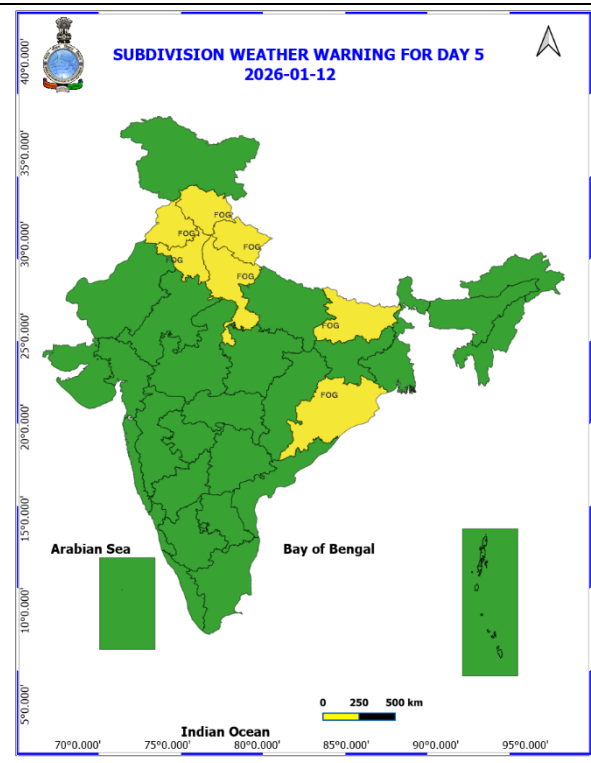 SUBDIVISION WEATHER WARNING FOR DAY 5
2026-01-12
40°0.000'
35°0.000'
30°0.000'
25°0.000'
20°0.000'
15°0.000'
10°0.000'
5°0.000'
FOG
FOG
FOG
FOG
FOG
FOG
FOG
Arabian Sea
Bay of Bengal
0 250 500 km
Indian Ocean
70°0.000' 75°0.000' 80°0.000' 85°0.000' 90°0.000' 95°0.000'